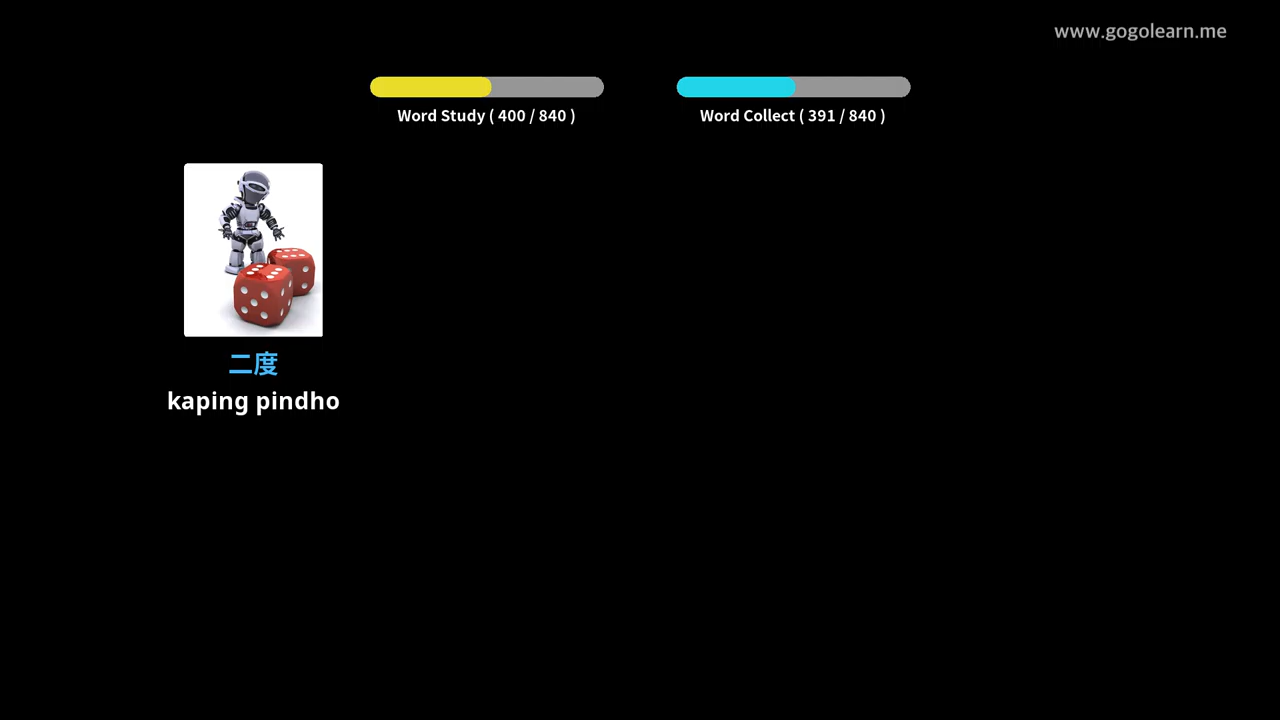 www.gogolearn.me
Word Study ( 400 / 840 )
Word Collect ( 391 / 840 )
二度
kaping pindho